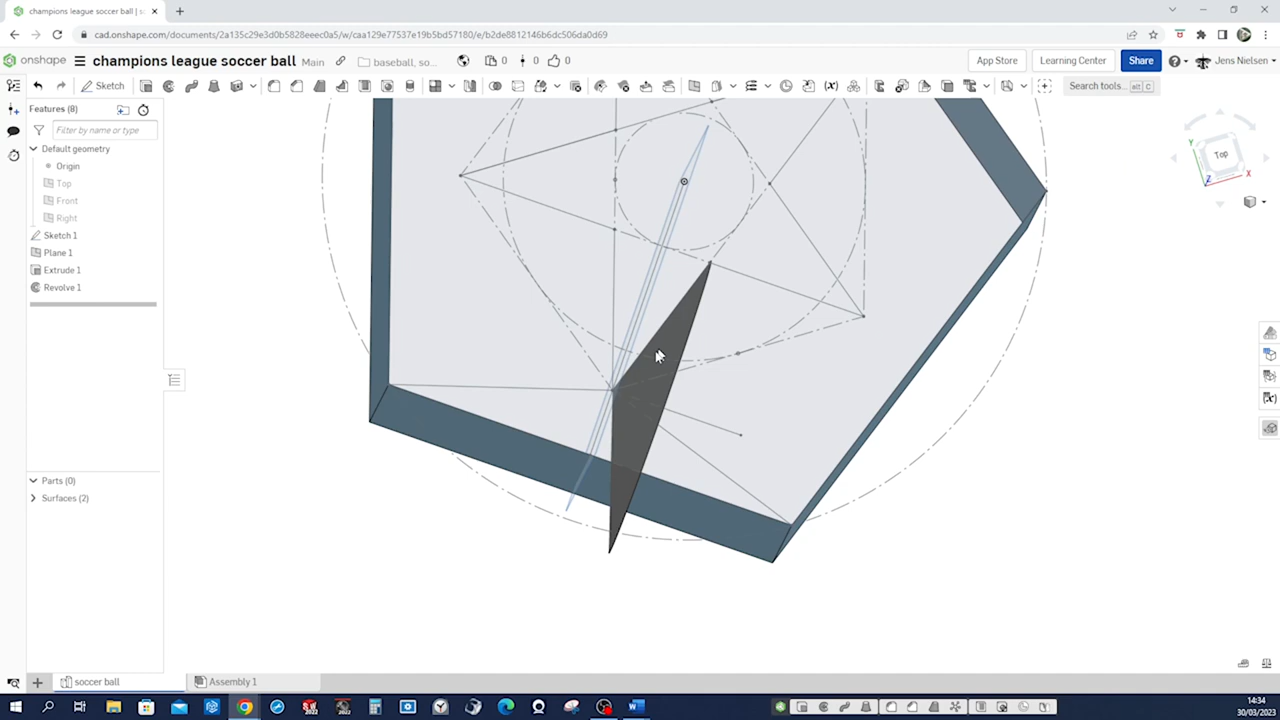 champions league soccer ball | s
cad.onshape.com/documents/2a135c29e3d0b5828eeec0a5/w/caa129e77537e19b5bd57180/e/b2de8812146b6dc506da0d69
onshape champions league soccer ball Main baseball, so... 0 0 0 App Store Learning Center Share Jens Nielsen
Sketch Search tools... alt C
Features (8)
Filter by name or type
Default geometry
Origin
Top
Front
Right
Sketch 1
Plane 1
Extrude 1
Revolve 1
Top
Y
X
Z
Parts (0)
Surfaces (2)
soccer ball Assembly 1
14:34
30/03/2023